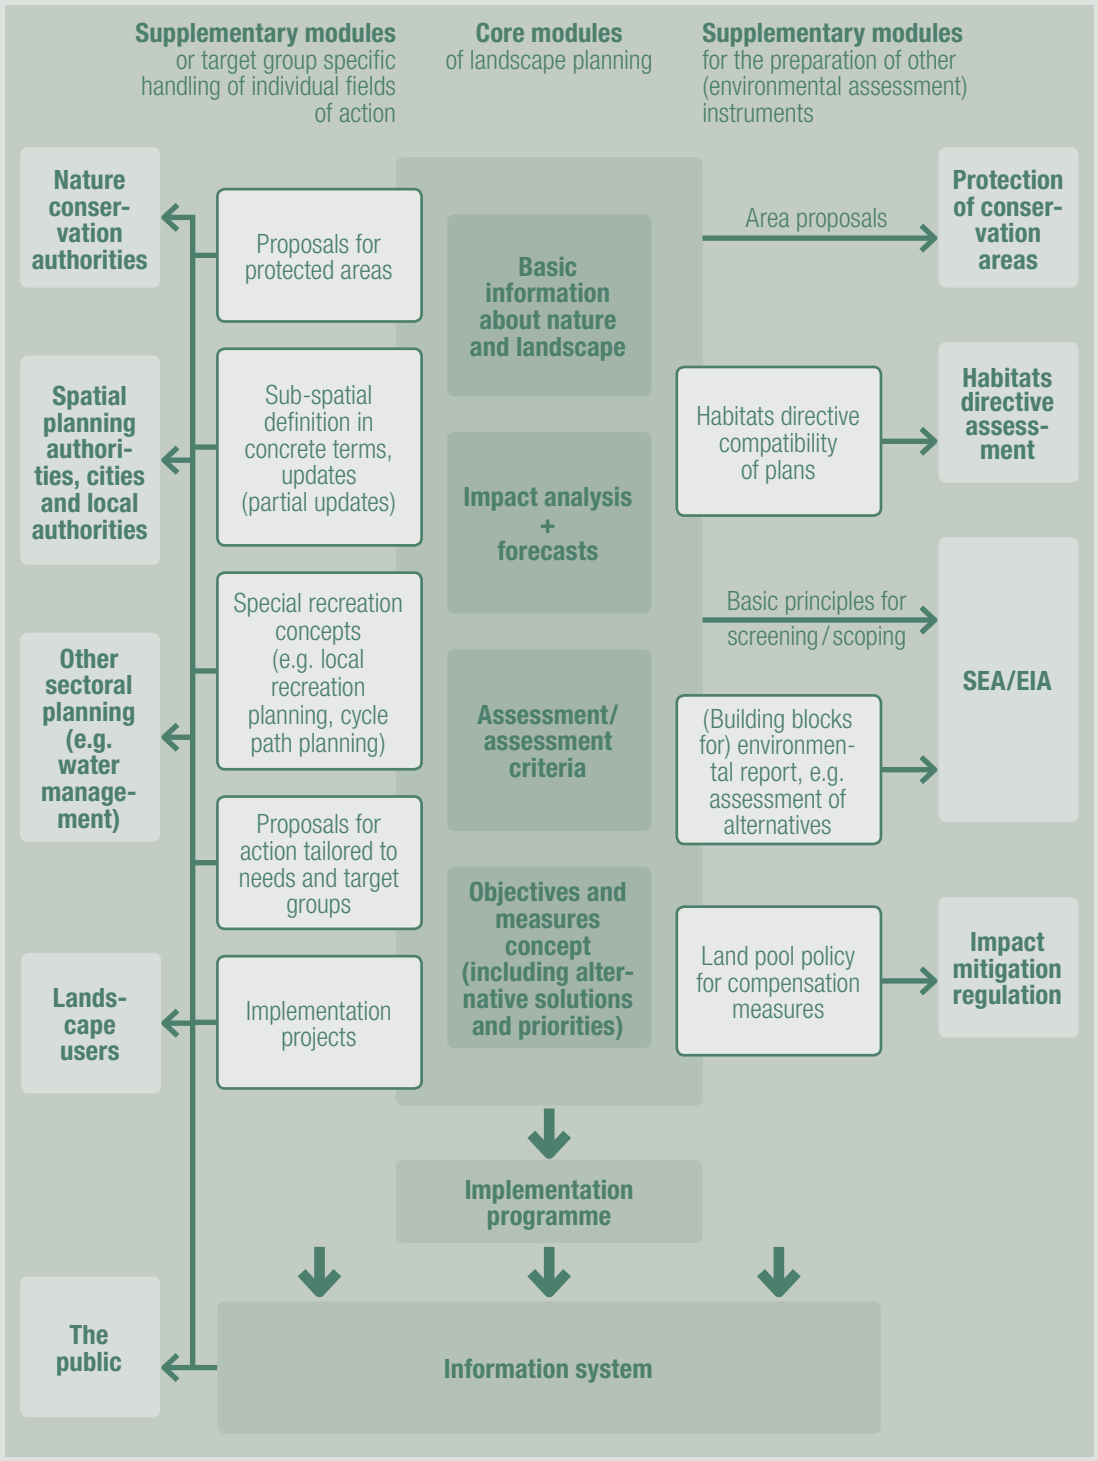 Supplementary modules
or target group specific
handling of individual fields
of action
Core modules
of landscape planning
Supplementary modules
for the preparation of other
(environmental assessment)
instruments
Nature
conser-
vation
authorities
Spatial
planning
authori-
ties, cities
and local
authorities
Other
sectoral
planning
(e.g.
water
manage-
ment)
Lands-
cape
users
The
public
Proposals for
protected areas
Sub-spatial
definition in
concrete terms,
updates
(partial updates)
Special recreation
concepts
(e.g. local
recreation
planning, cycle
path planning)
Proposals for
action tailored to
needs and target
groups
Implementation
projects
Basic
information
about nature
and landscape
Impact analysis
+
forecasts
Assessment/
assessment
criteria
Objectives and
measures
concept
(including alter-
native solutions
and priorities)
Implementation
programme
Information system
Area proposals
Habitats directive
compatibility
of plans
Basic principles for
screening/scoping
(Building blocks
for) environmen-
tal report, e.g.
assessment of
alternatives
Land pool policy
for compensation
measures
Protection
of conser-
vation
areas
Habitats
directive
assess-
ment
SEA/EIA
Impact
mitigation
regulation